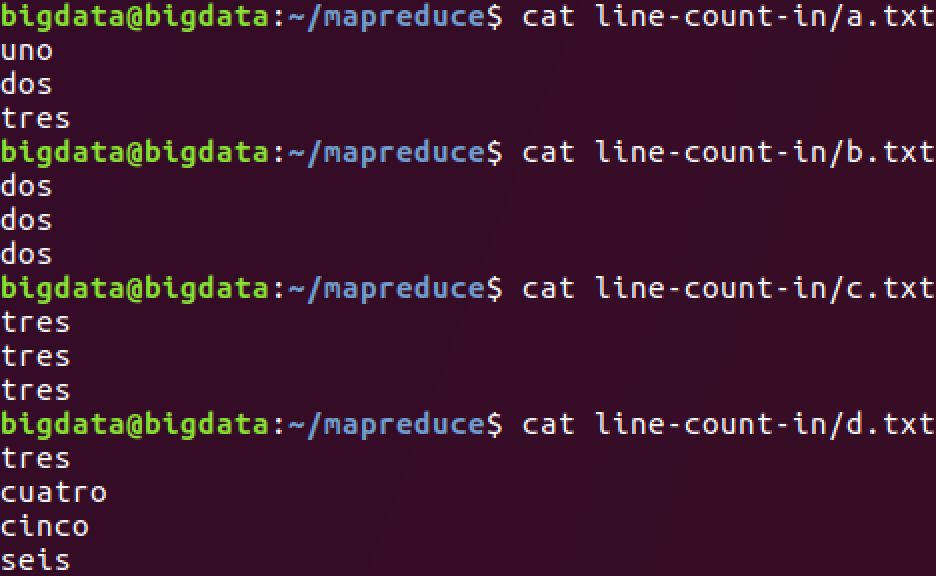 bigdata@bigdata:~/mapreduce$ cat line-count-in/a.txt
uno
dos
tres
bigdata@bigdata:~/mapreduce$ cat line-count-in/b.txt
dos
dos
dos
bigdata@bigdata:~/mapreduce$ cat line-count-in/c.txt
tres
tres
tres
bigdata@bigdata:~/mapreduce$ cat line-count-in/d.txt
tres
cuatro
cinco
seis